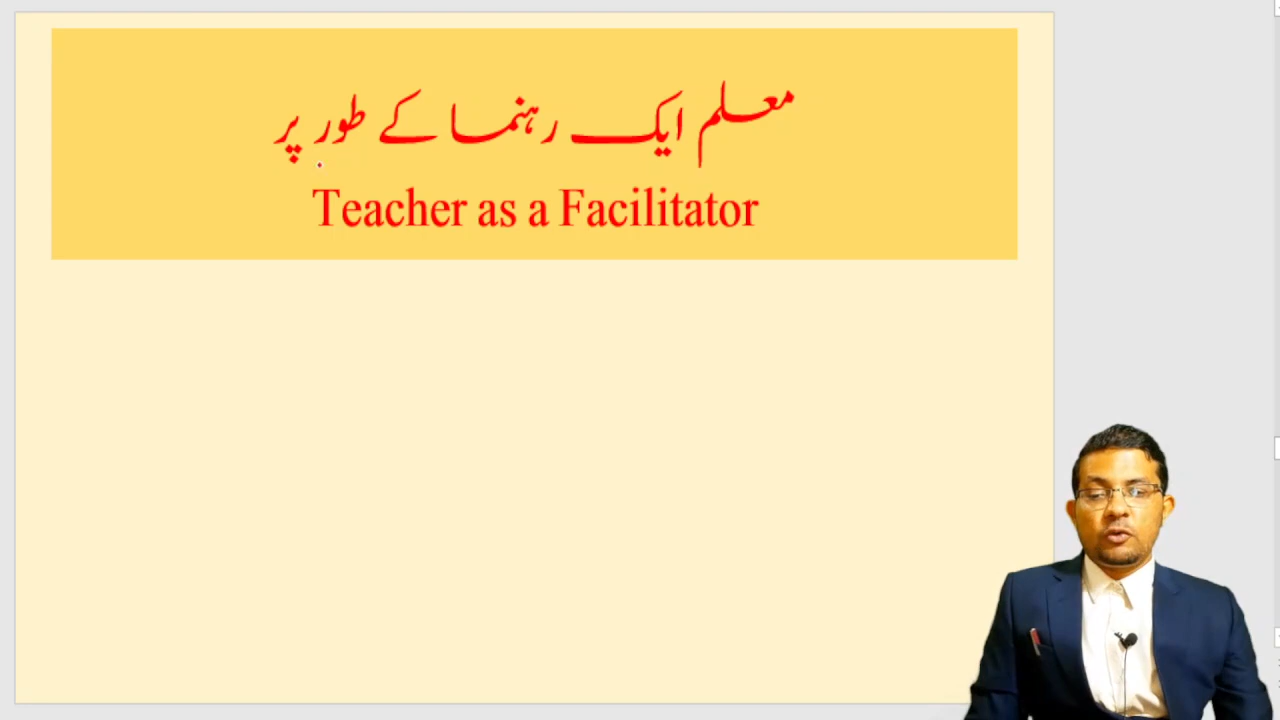 معلم ایک رہنما کے طور پر
Teacher as a Facilitator